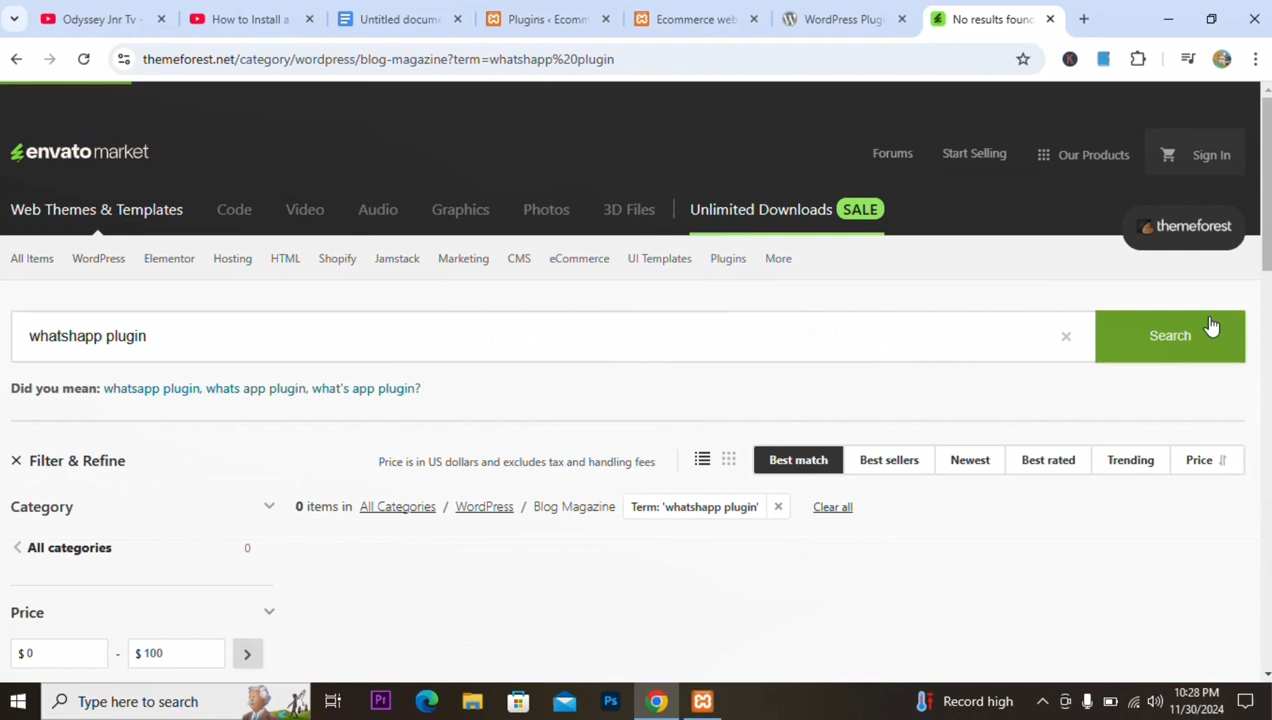 Odyssey Jnr Tv -
How to Install a
Untitled docume
Plugins ‹ Ecomm
Ecommerce web
WordPress Plugi
No results foun
themeforest.net/category/wordpress/blog-magazine?term=whatshapp%20plugin
envato market
Forums
Start Selling
Our Products
Sign In
Web Themes & Templates
Code
Video
Audio
Graphics
Photos
3D Files
Unlimited Downloads SALE
themeforest
All Items
WordPress
Elementor
Hosting
HTML
Shopify
Jamstack
Marketing
CMS
eCommerce
UI Templates
Plugins
More
whatshapp plugin
Search
Did you mean: whatsapp plugin, whats app plugin, what's app plugin?
Filter & Refine
Price is in US dollars and excludes tax and handling fees
Best match
Best sellers
Newest
Best rated
Trending
Price
Category
0 items in All Categories / WordPress / Blog Magazine
Term: 'whatshapp plugin'
Clear all
All categories 0
Price
$ 0 - $ 100
Type here to search
Record high
10:28 PM
11/30/2024